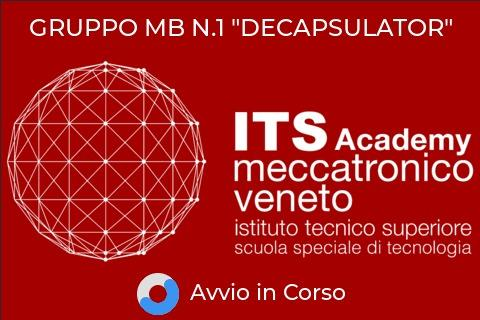 GRUPPO MB N.1 "DECAPSULATOR"
ITS Academy
meccatronico
veneto
istituto tecnico superiore
scuola speciale di tecnologia
Avvio in Corso